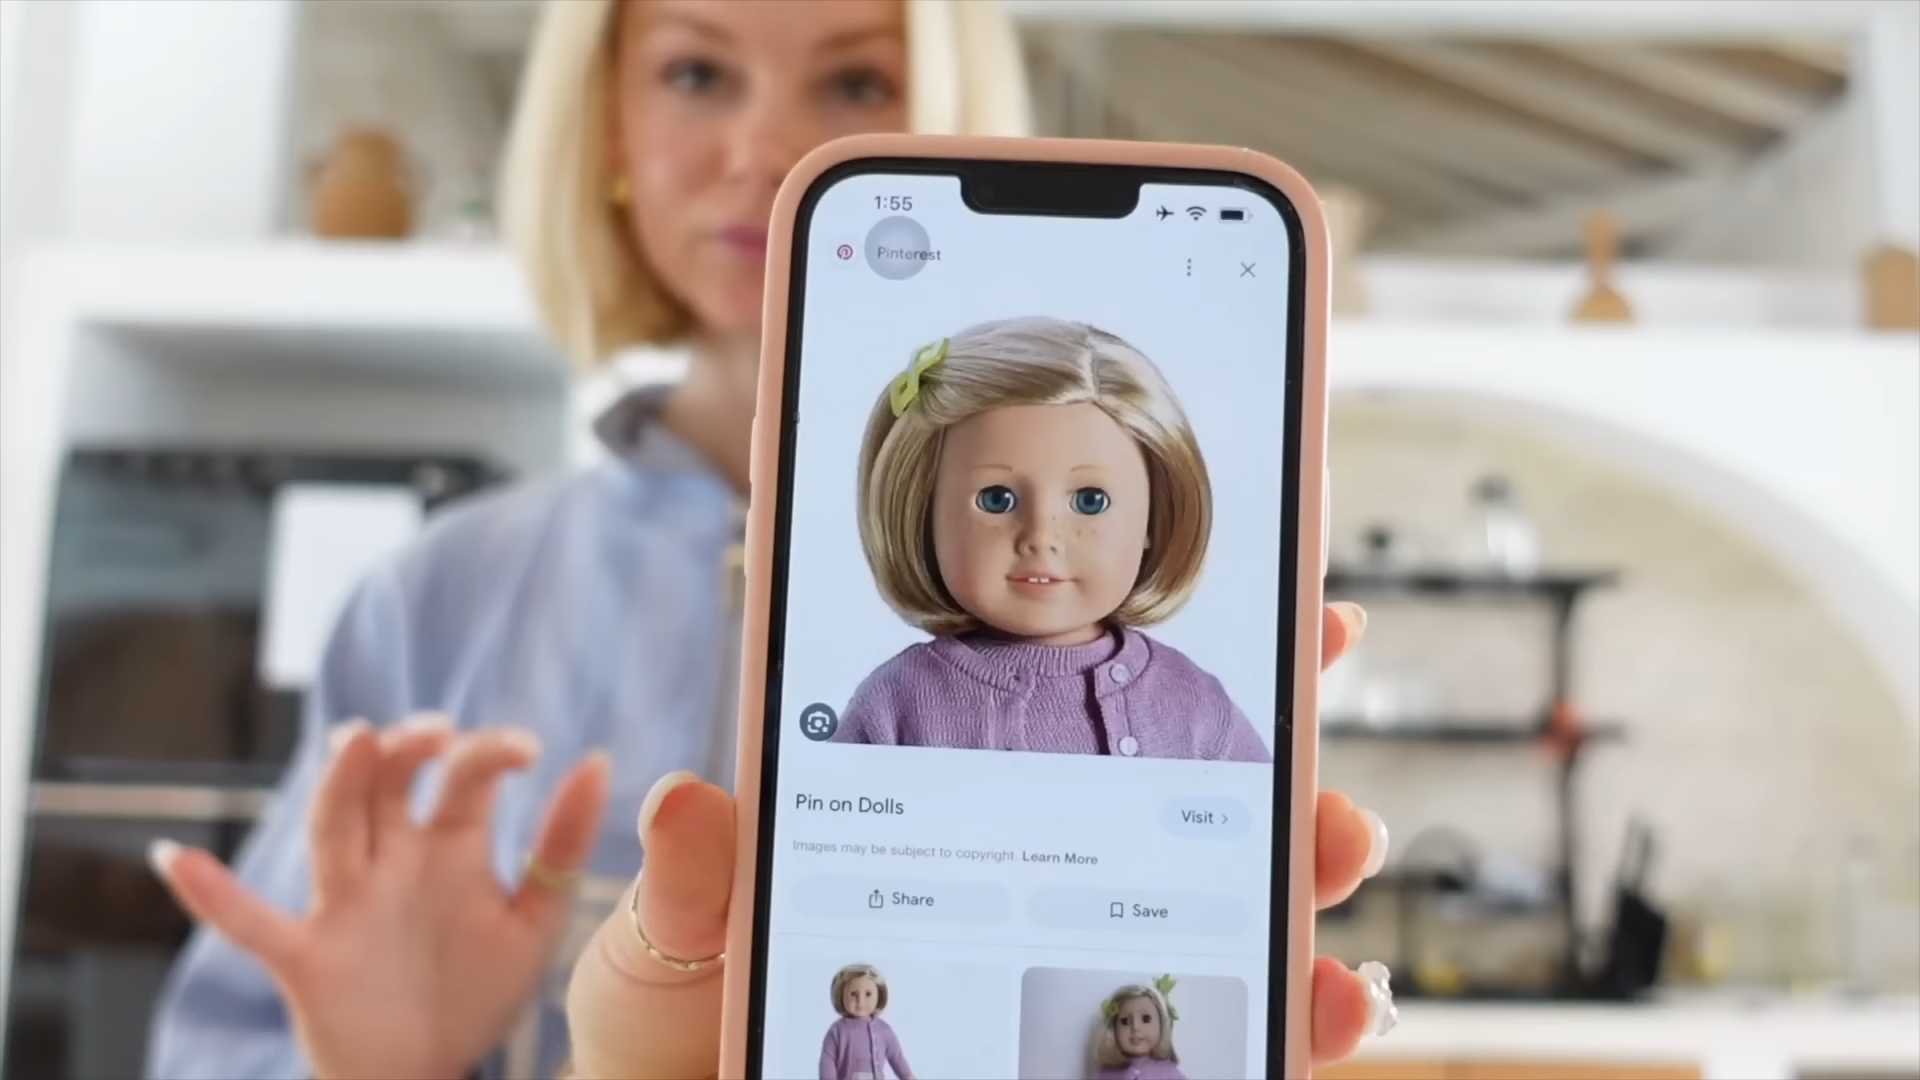 1:55
Pinterest
Pin on Dolls
Visit >
Images may be subject to copyright. Learn More
Share
Save